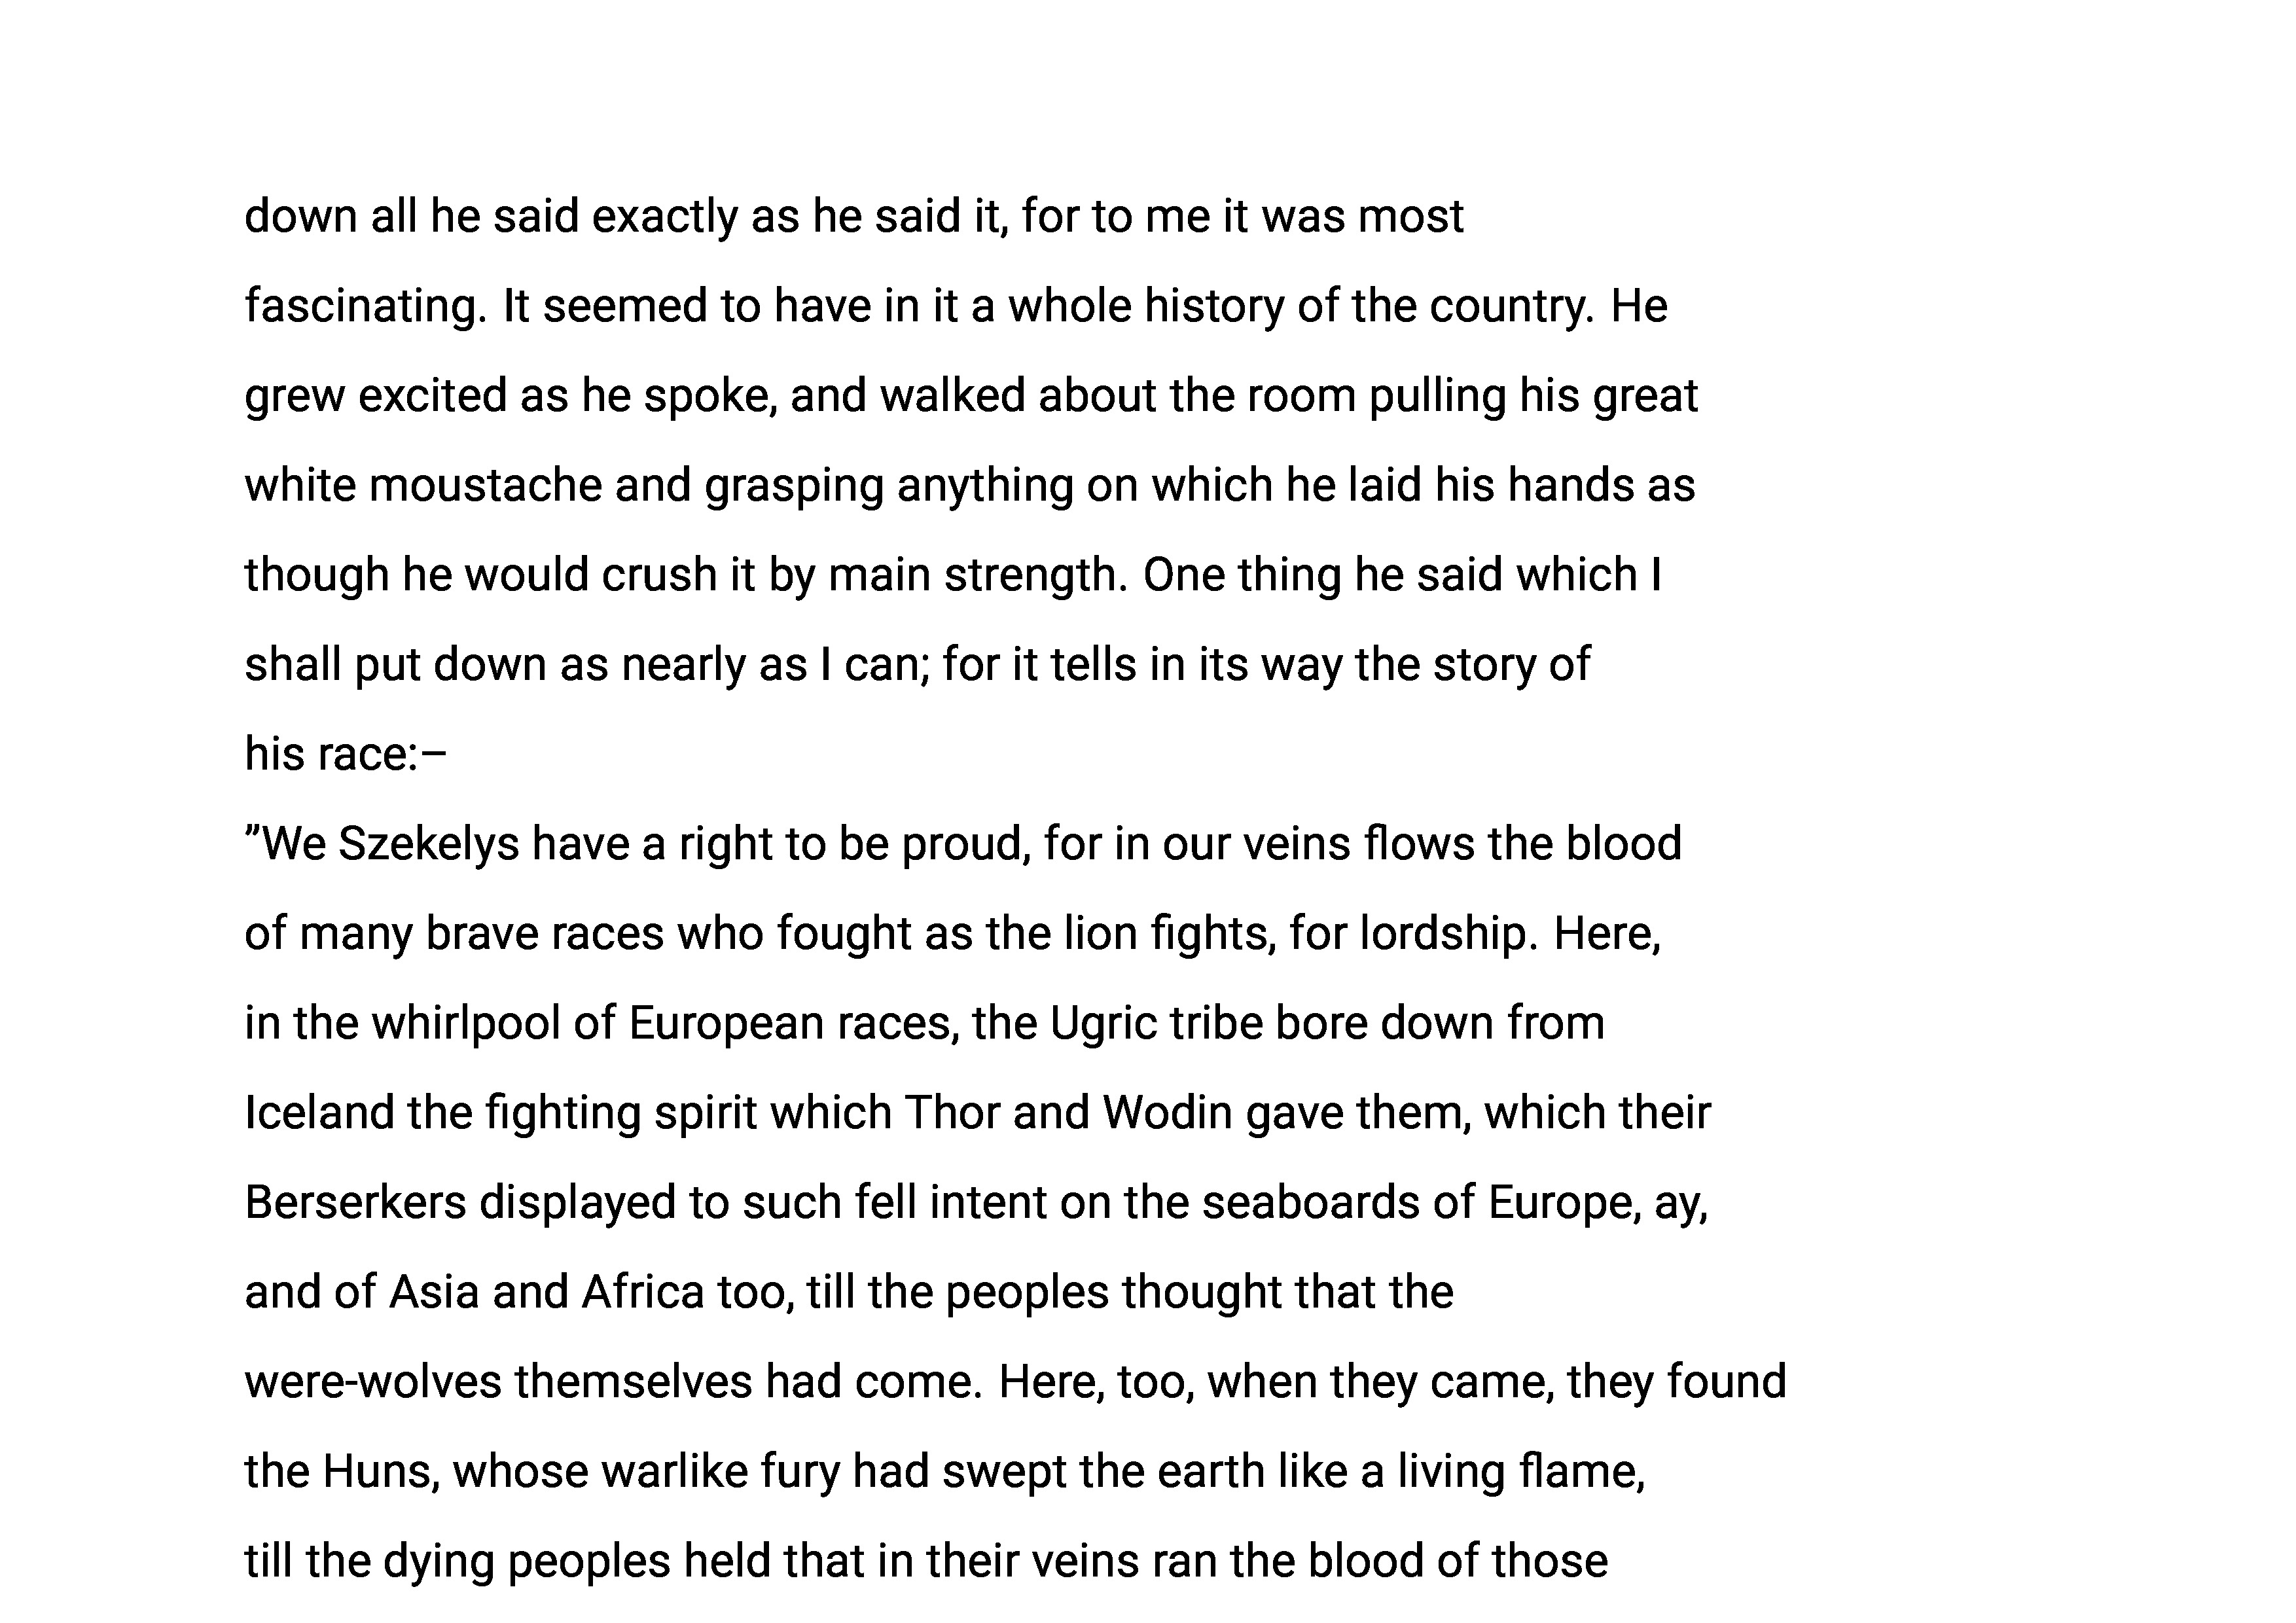 down all he said exactly as he said it, for to me it was most
fascinating. It seemed to have in it a whole history of the country. He
grew excited as he spoke, and walked about the room pulling his great
white moustache and grasping anything on which he laid his hands as
though he would crush it by main strength. One thing he said which I
shall put down as nearly as I can; for it tells in its way the story of
his race:–
”We Szekelys have a right to be proud, for in our veins flows the blood
of many brave races who fought as the lion fights, for lordship. Here,
in the whirlpool of European races, the Ugric tribe bore down from
Iceland the fighting spirit which Thor and Wodin gave them, which their
Berserkers displayed to such fell intent on the seaboards of Europe, ay,
and of Asia and Africa too, till the peoples thought that the
were-wolves themselves had come. Here, too, when they came, they found
the Huns, whose warlike fury had swept the earth like a living flame,
till the dying peoples held that in their veins ran the blood of those